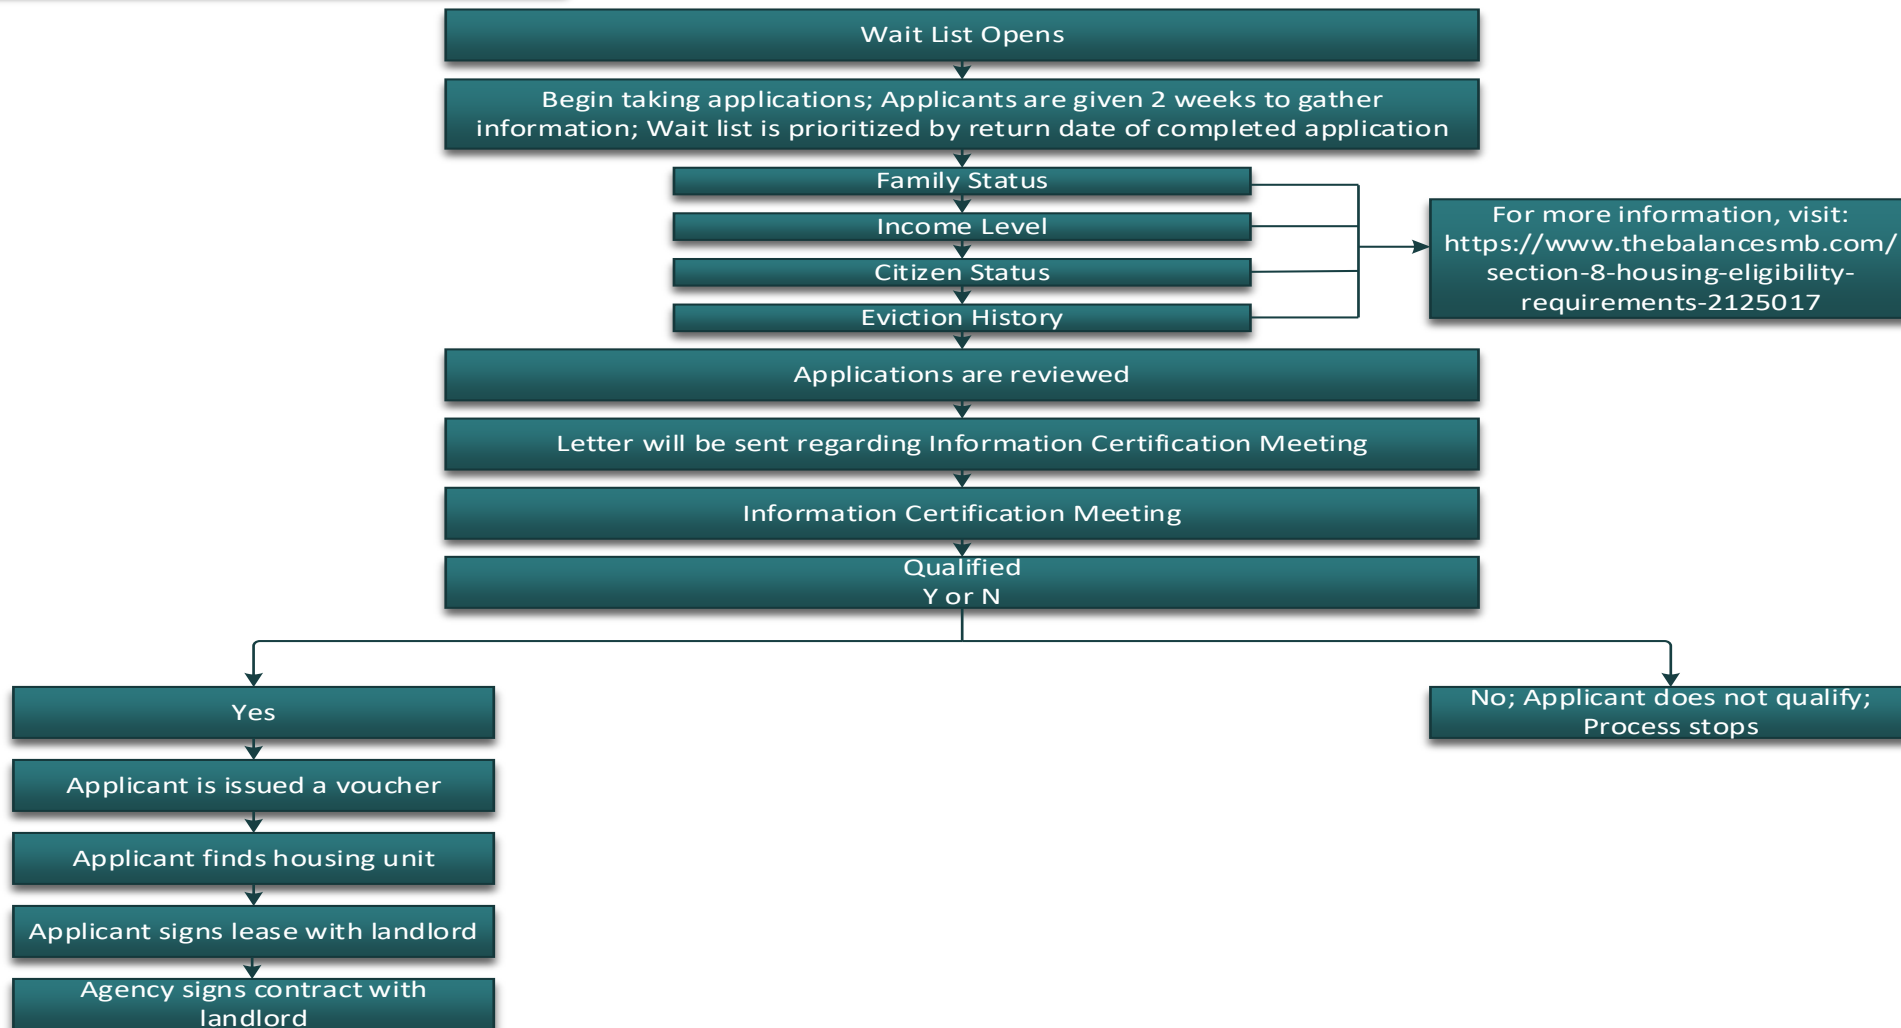 Wait List Opens
Begin taking applications; Applicants are given 2 weeks to gather
information; Wait list is prioritized by return date of completed application
Family Status
Income Level
Citizen Status
Eviction History
For more information, visit:
https://www.thebalancesmb.com/
section-8-housing-eligibility-
requirements-2125017
Applications are reviewed
Letter will be sent regarding Information Certification Meeting
Information Certification Meeting
Qualified
Y or N
Yes
Applicant is issued a voucher
Applicant finds housing unit
Applicant signs lease with landlord
Agency signs contract with
landlord
No; Applicant does not qualify;
Process stops